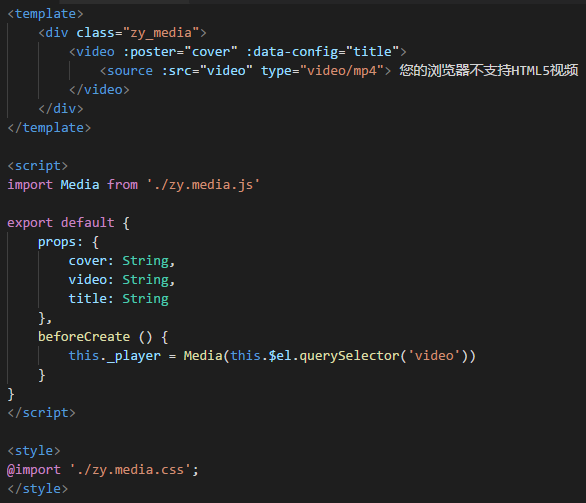 <template>
    <div class="zy_media">
        <video :poster="cover" :data-config="title">
            <source :src="video" type="video/mp4"> 您的浏览器不支持HTML5视频
        </video>
    </div>
</template>

<script>
import Media from './zy.media.js'

export default {
    props: {
        cover: String,
        video: String,
        title: String
    },
    beforeCreate () {
        this._player = Media(this.$el.querySelector('video'))
    }
}
</script>

<style>
@import './zy.media.css';
</style>